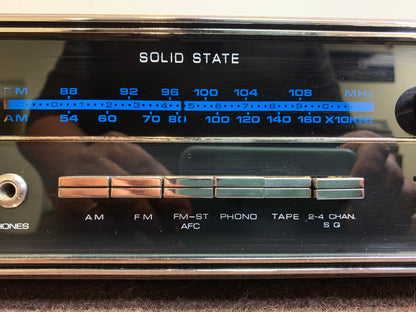 SOLID STATE
FM 88 92 96 100 104 108 MHz
0 1 2 3 4 5 6 7 8 9 0
AM 54 60 70 80 100 120 140 160 X10KHz
AM FM FM-ST PHONO TAPE 2-4 CHAN.
AFC SQ